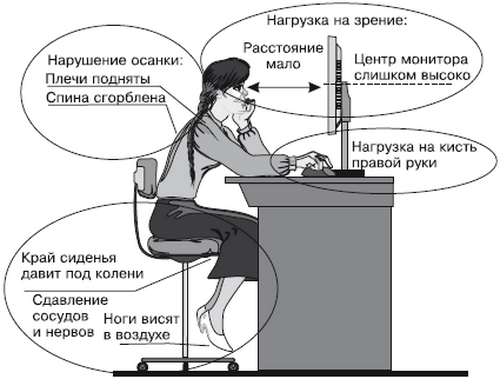 Нагрузка на зрение:
Расстояние
мало
Центр монитора
слишком высоко
Нарушение осанки:
Плечи подняты
Спина сгорблена
Нагрузка на кисть
правой руки
Край сиденья
давит под колени
Сдавление
сосудов
и нервов
Ноги висят
в воздухе